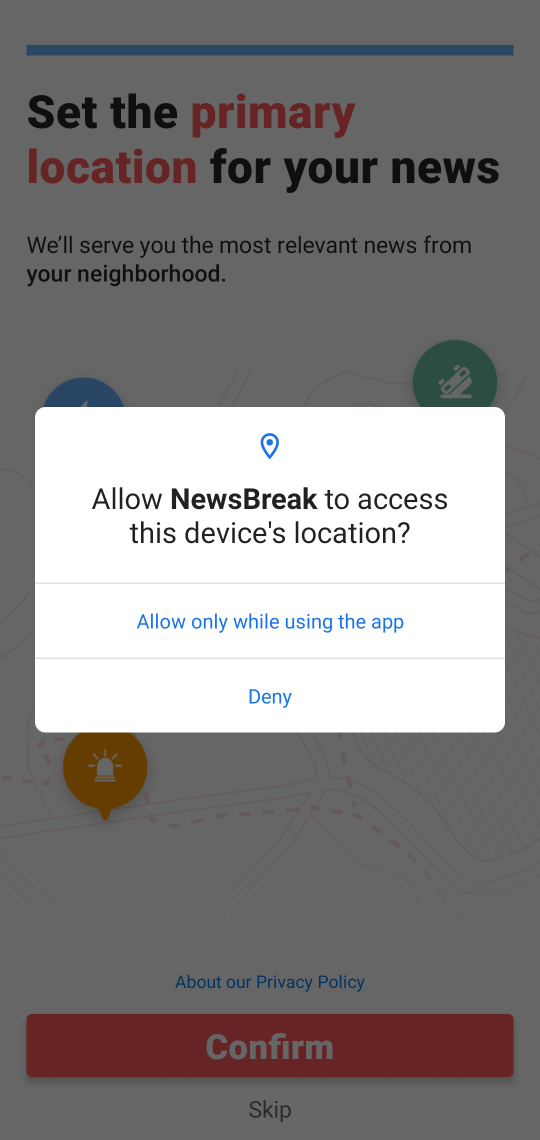 Set the primary
location for your news
We'll serve you the most relevant news from
your neighborhood.
Allow NewsBreak to access
this device's location?
Allow only while using the app
Deny
About our Privacy Policy
Confirm
Skip